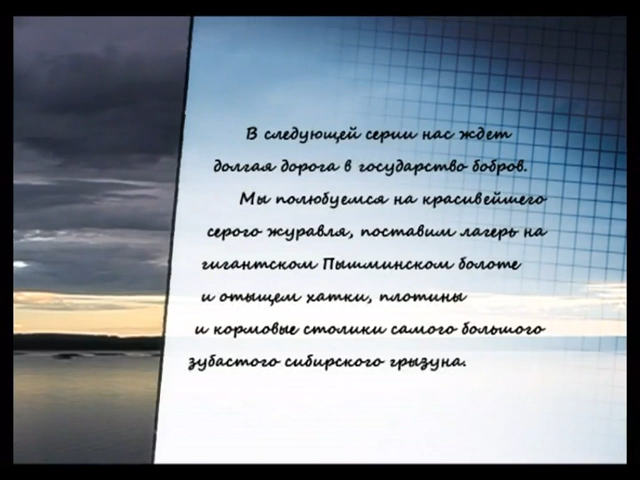 В следующей серии нас ждет
долгая дорога в государство бобров.
Мы полюбуемся на красивейшего
серого журавля, поставим лагерь на
гигантском Пышминском болоте
и отыщем хатки, плотины
и кормовые столики самого большого
зубастого сибирского грызуна.